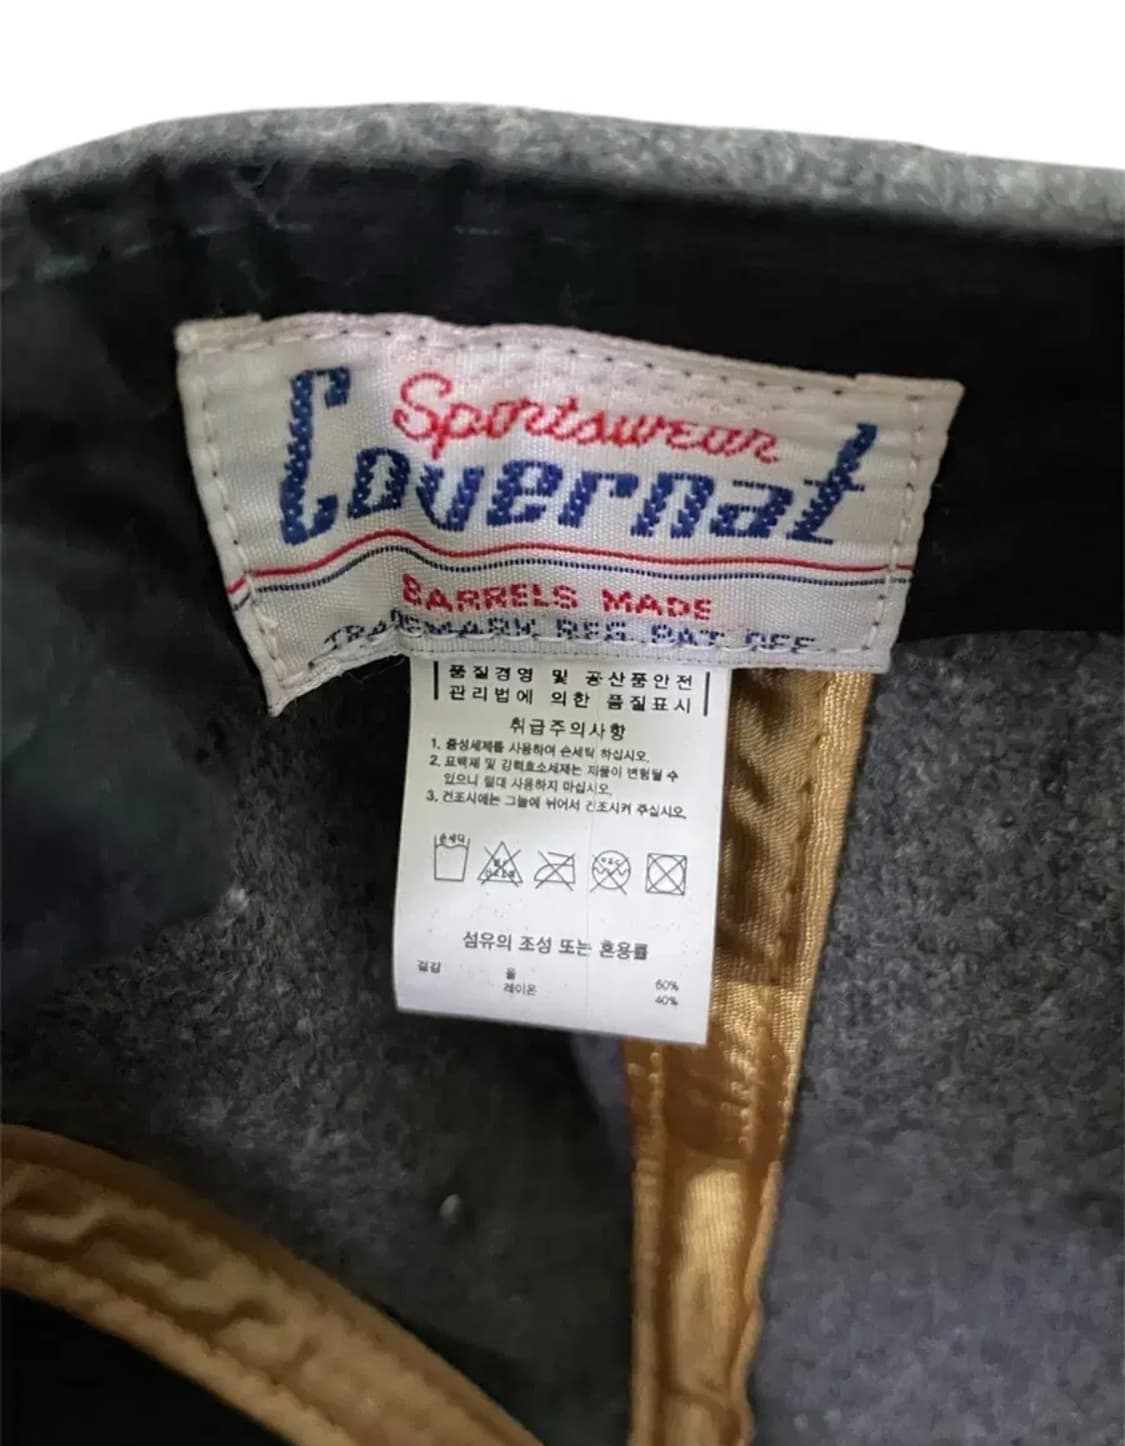 Sportswear
Covernat
BARRELS MADE
TRADEMARK REG. PAT. OFF.
품질경영 및 공산품안전
관리법에 의한 품질표시
취급주의사항
1. 중성세제를 사용하여 손세탁 하십시오.
2. 표백제 및 강력효소세제는 지품이 변형될 수
있으니 절대 사용하지 마십시오.
3. 건조시에는 그늘에 뉘어서 건조시켜 주십시오.
손세탁
섬유의 조성 또는 혼용률
겉감 울 60%
레이온 40%